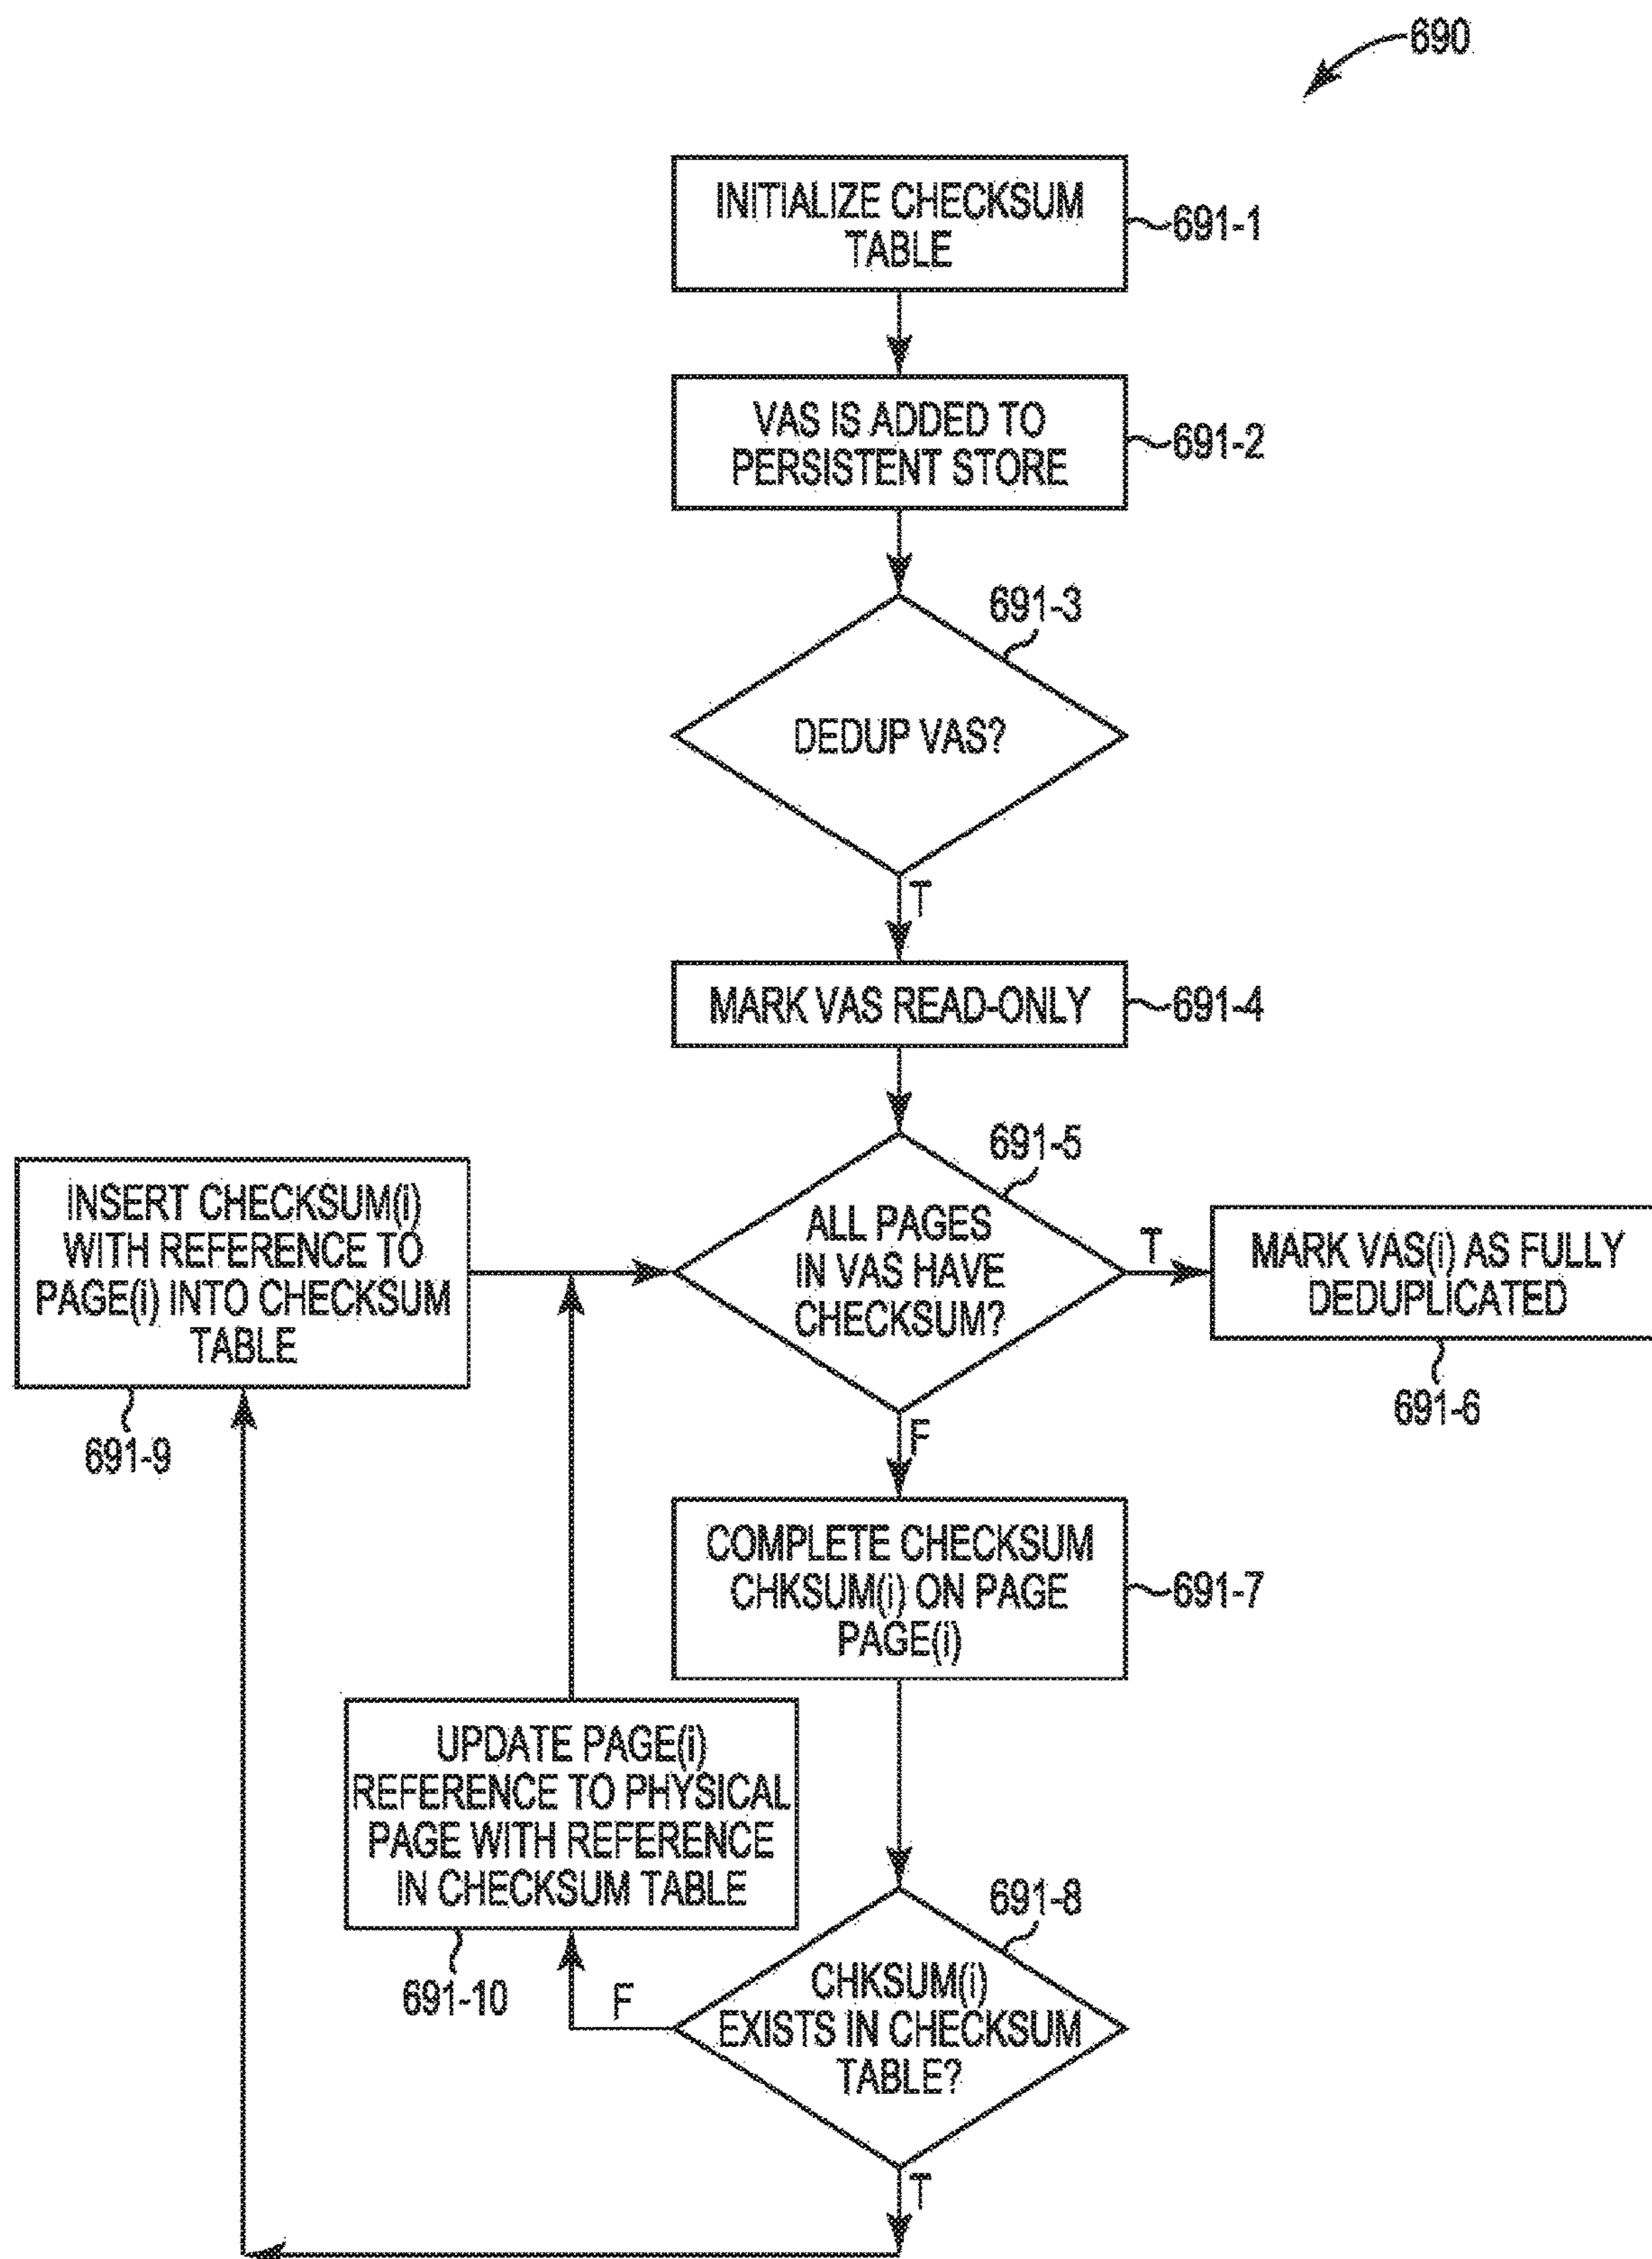 690
INITIALIZE CHECKSUM
TABLE
691-1
VAS IS ADDED TO
PERSISTENT STORE
691-2
691-3
DEDUP VAS?
T
MARK VAS READ-ONLY
691-4
691-5
ALL PAGES
IN VAS HAVE
CHECKSUM?
T
MARK VAS(i) AS FULLY
DEDUPLICATED
691-6
INSERT CHECKSUM(i)
WITH REFERENCE TO
PAGE(i) INTO CHECKSUM
TABLE
691-9
F
COMPLETE CHECKSUM
CHKSUM(i) ON PAGE
PAGE(i)
691-7
UPDATE PAGE(i)
REFERENCE TO PHYSICAL
PAGE WITH REFERENCE
IN CHECKSUM TABLE
691-10
F
691-8
CHKSUM(i)
EXISTS IN CHECKSUM
TABLE?
T